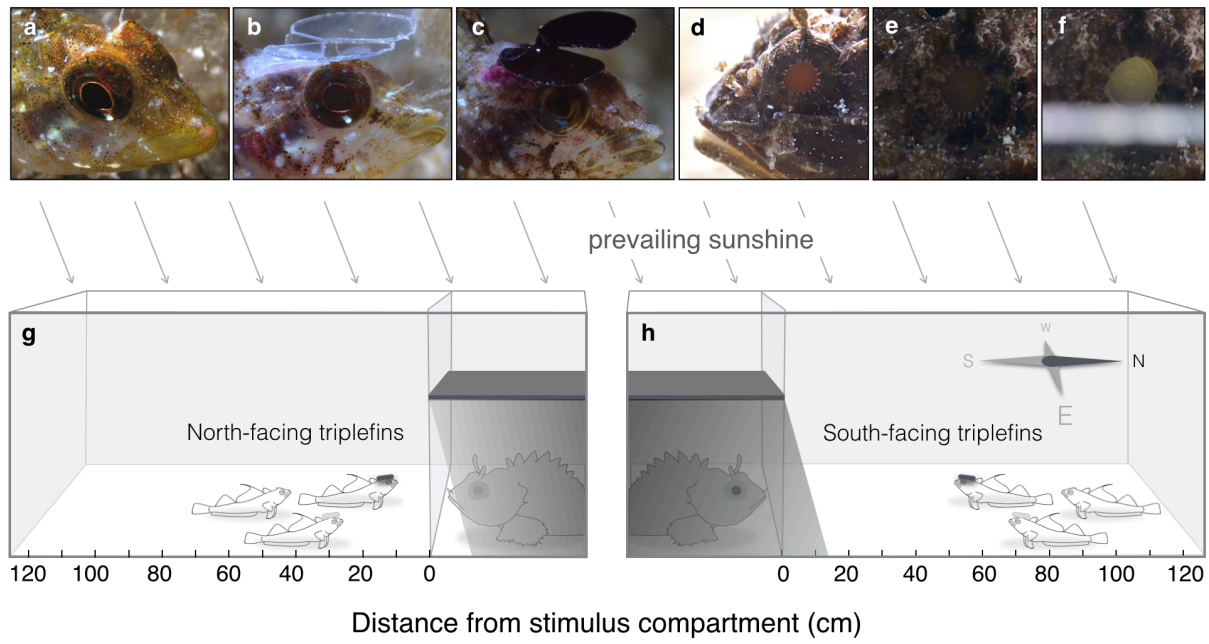 a
b
c
d
e
f
prevailing sunshine
g
h
W
S
N
E
North-facing triplefins
South-facing triplefins
120 100 80 60 40 20 0
0 20 40 60 80 100 120
Distance from stimulus compartment (cm)